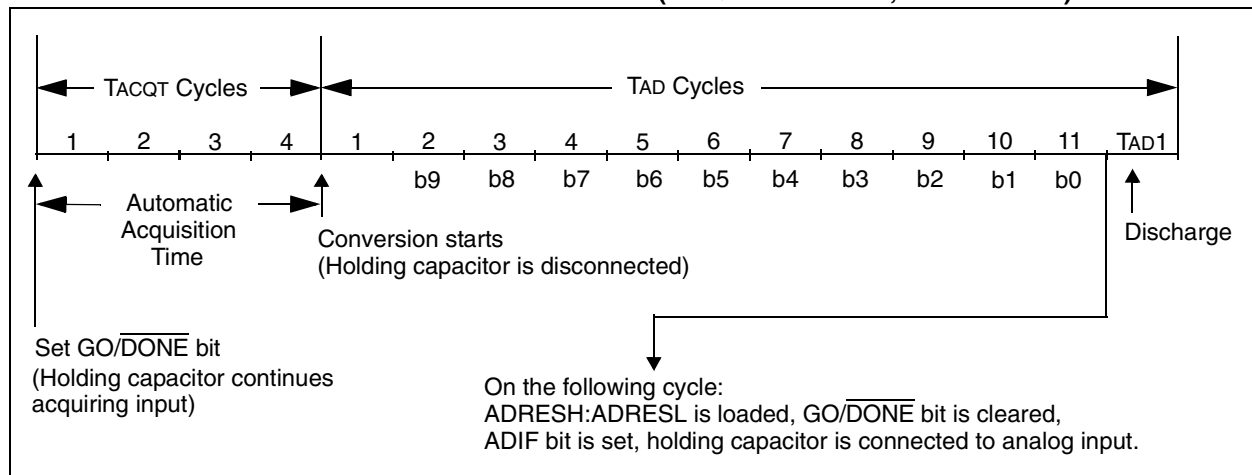 TACQT Cycles
TAD Cycles
1 2 3 4 1 2 3 4 5 6 7 8 9 10 11 TAD1
b9 b8 b7 b6 b5 b4 b3 b2 b1 b0
Automatic
Acquisition
Time
Conversion starts
(Holding capacitor is disconnected)
Discharge
Set GO/DONE bit
(Holding capacitor continues
acquiring input)
On the following cycle:
ADRESH:ADRESL is loaded, GO/DONE bit is cleared,
ADIF bit is set, holding capacitor is connected to analog input.